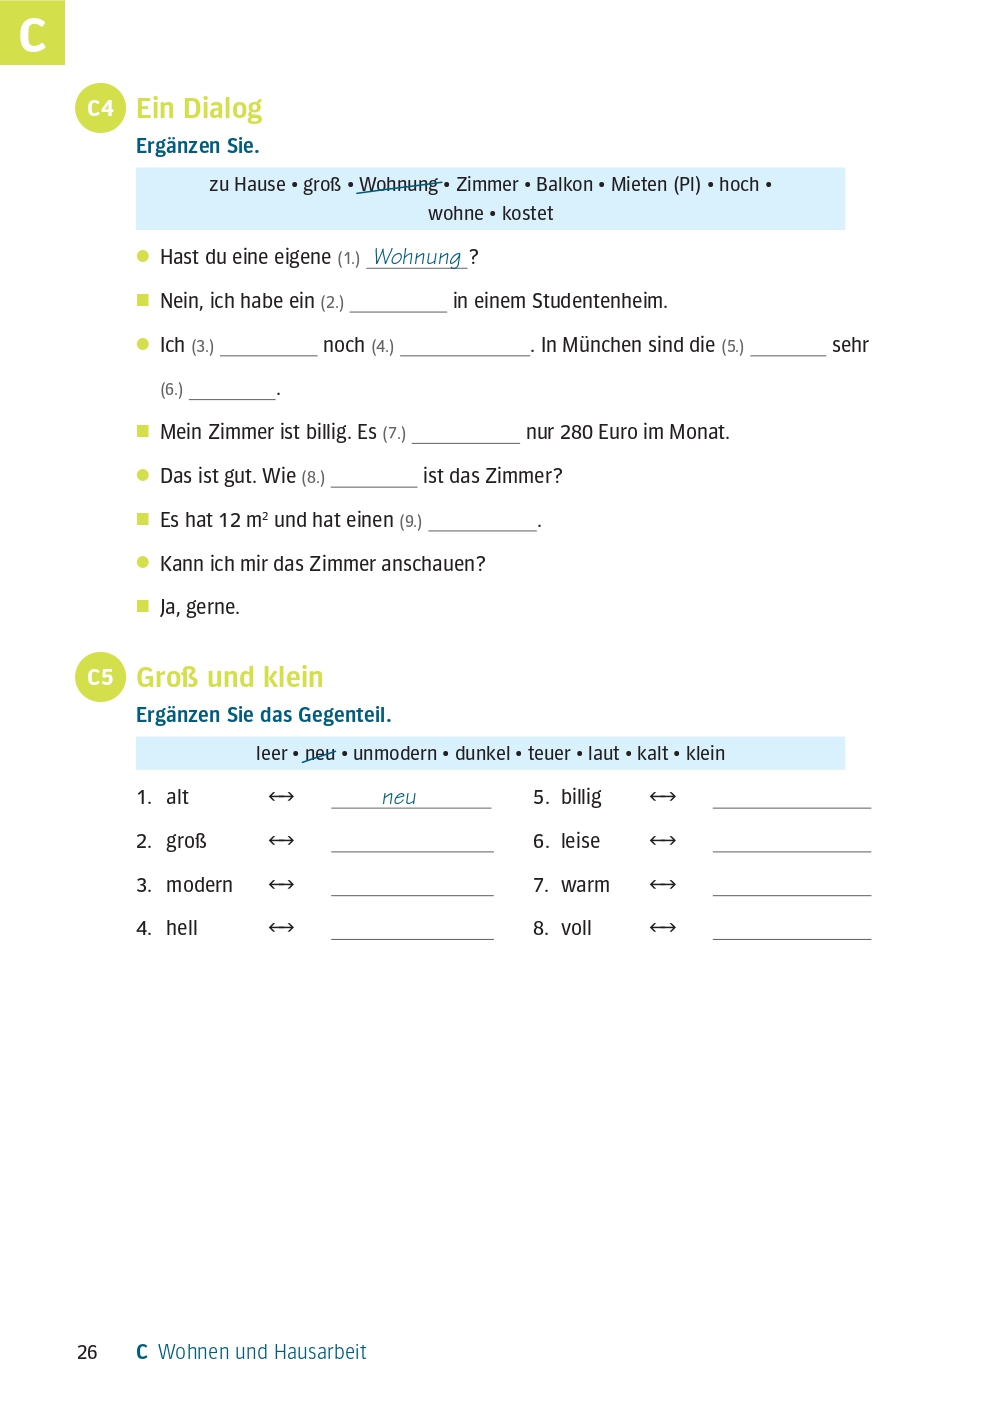 C
C4 Ein Dialog
Ergänzen Sie.
zu Hause • groß • Wohnung • Zimmer • Balkon • Mieten (Pl) • hoch •
wohne • kostet
Hast du eine eigene (1.) Wohnung ?
Nein, ich habe ein (2.) __________ in einem Studentenheim.
Ich (3.) __________ noch (4.) __________. In München sind die (5.) __________ sehr
(6.) __________.
Mein Zimmer ist billig. Es (7.) __________ nur 280 Euro im Monat.
Das ist gut. Wie (8.) __________ ist das Zimmer?
Es hat 12 m² und hat einen (9.) __________.
Kann ich mir das Zimmer anschauen?
Ja, gerne.
C5 Groß und klein
Ergänzen Sie das Gegenteil.
leer • neu • unmodern • dunkel • teuer • laut • kalt • klein
1. alt ↔ neu 5. billig ↔ __________
2. groß ↔ __________ 6. leise ↔ __________
3. modern ↔ __________ 7. warm ↔ __________
4. hell ↔ __________ 8. voll ↔ __________
26 C Wohnen und Hausarbeit